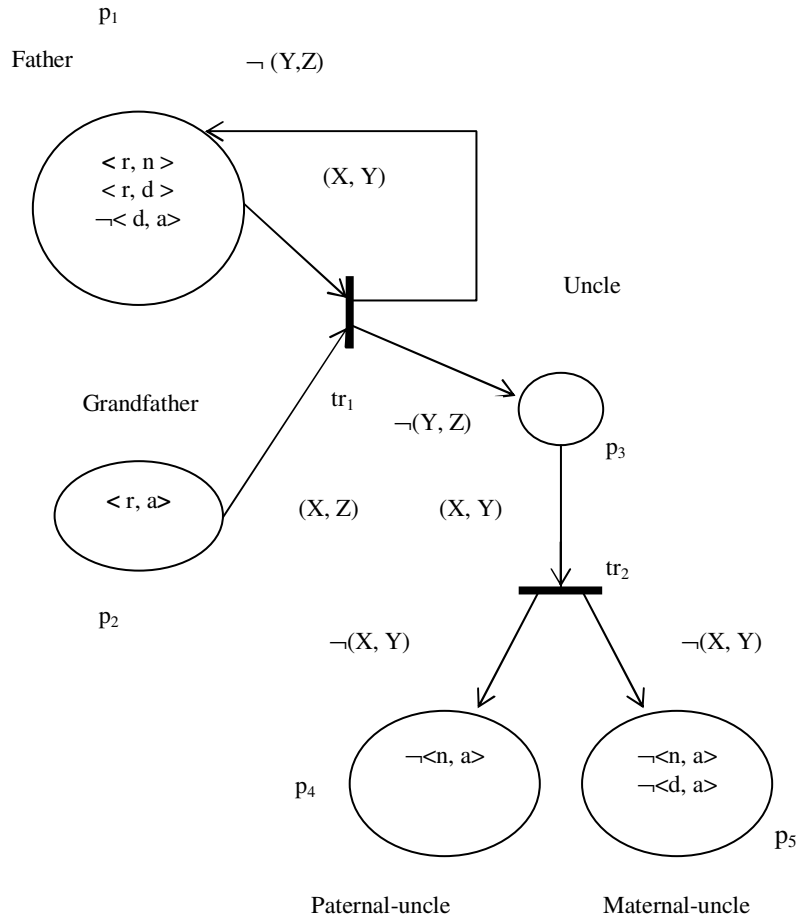 p₁
Father
¬ (Y,Z)
< r, n >
< r, d >
¬< d, a>
(X, Y)
Uncle
Grandfather
tr₁
¬(Y, Z)
p₃
< r, a>
(X, Z)
(X, Y)
tr₂
p₂
¬(X, Y)
¬(X, Y)
¬<n, a>
¬<n, a>
¬<d, a>
p₄
p₅
Paternal-uncle
Maternal-uncle